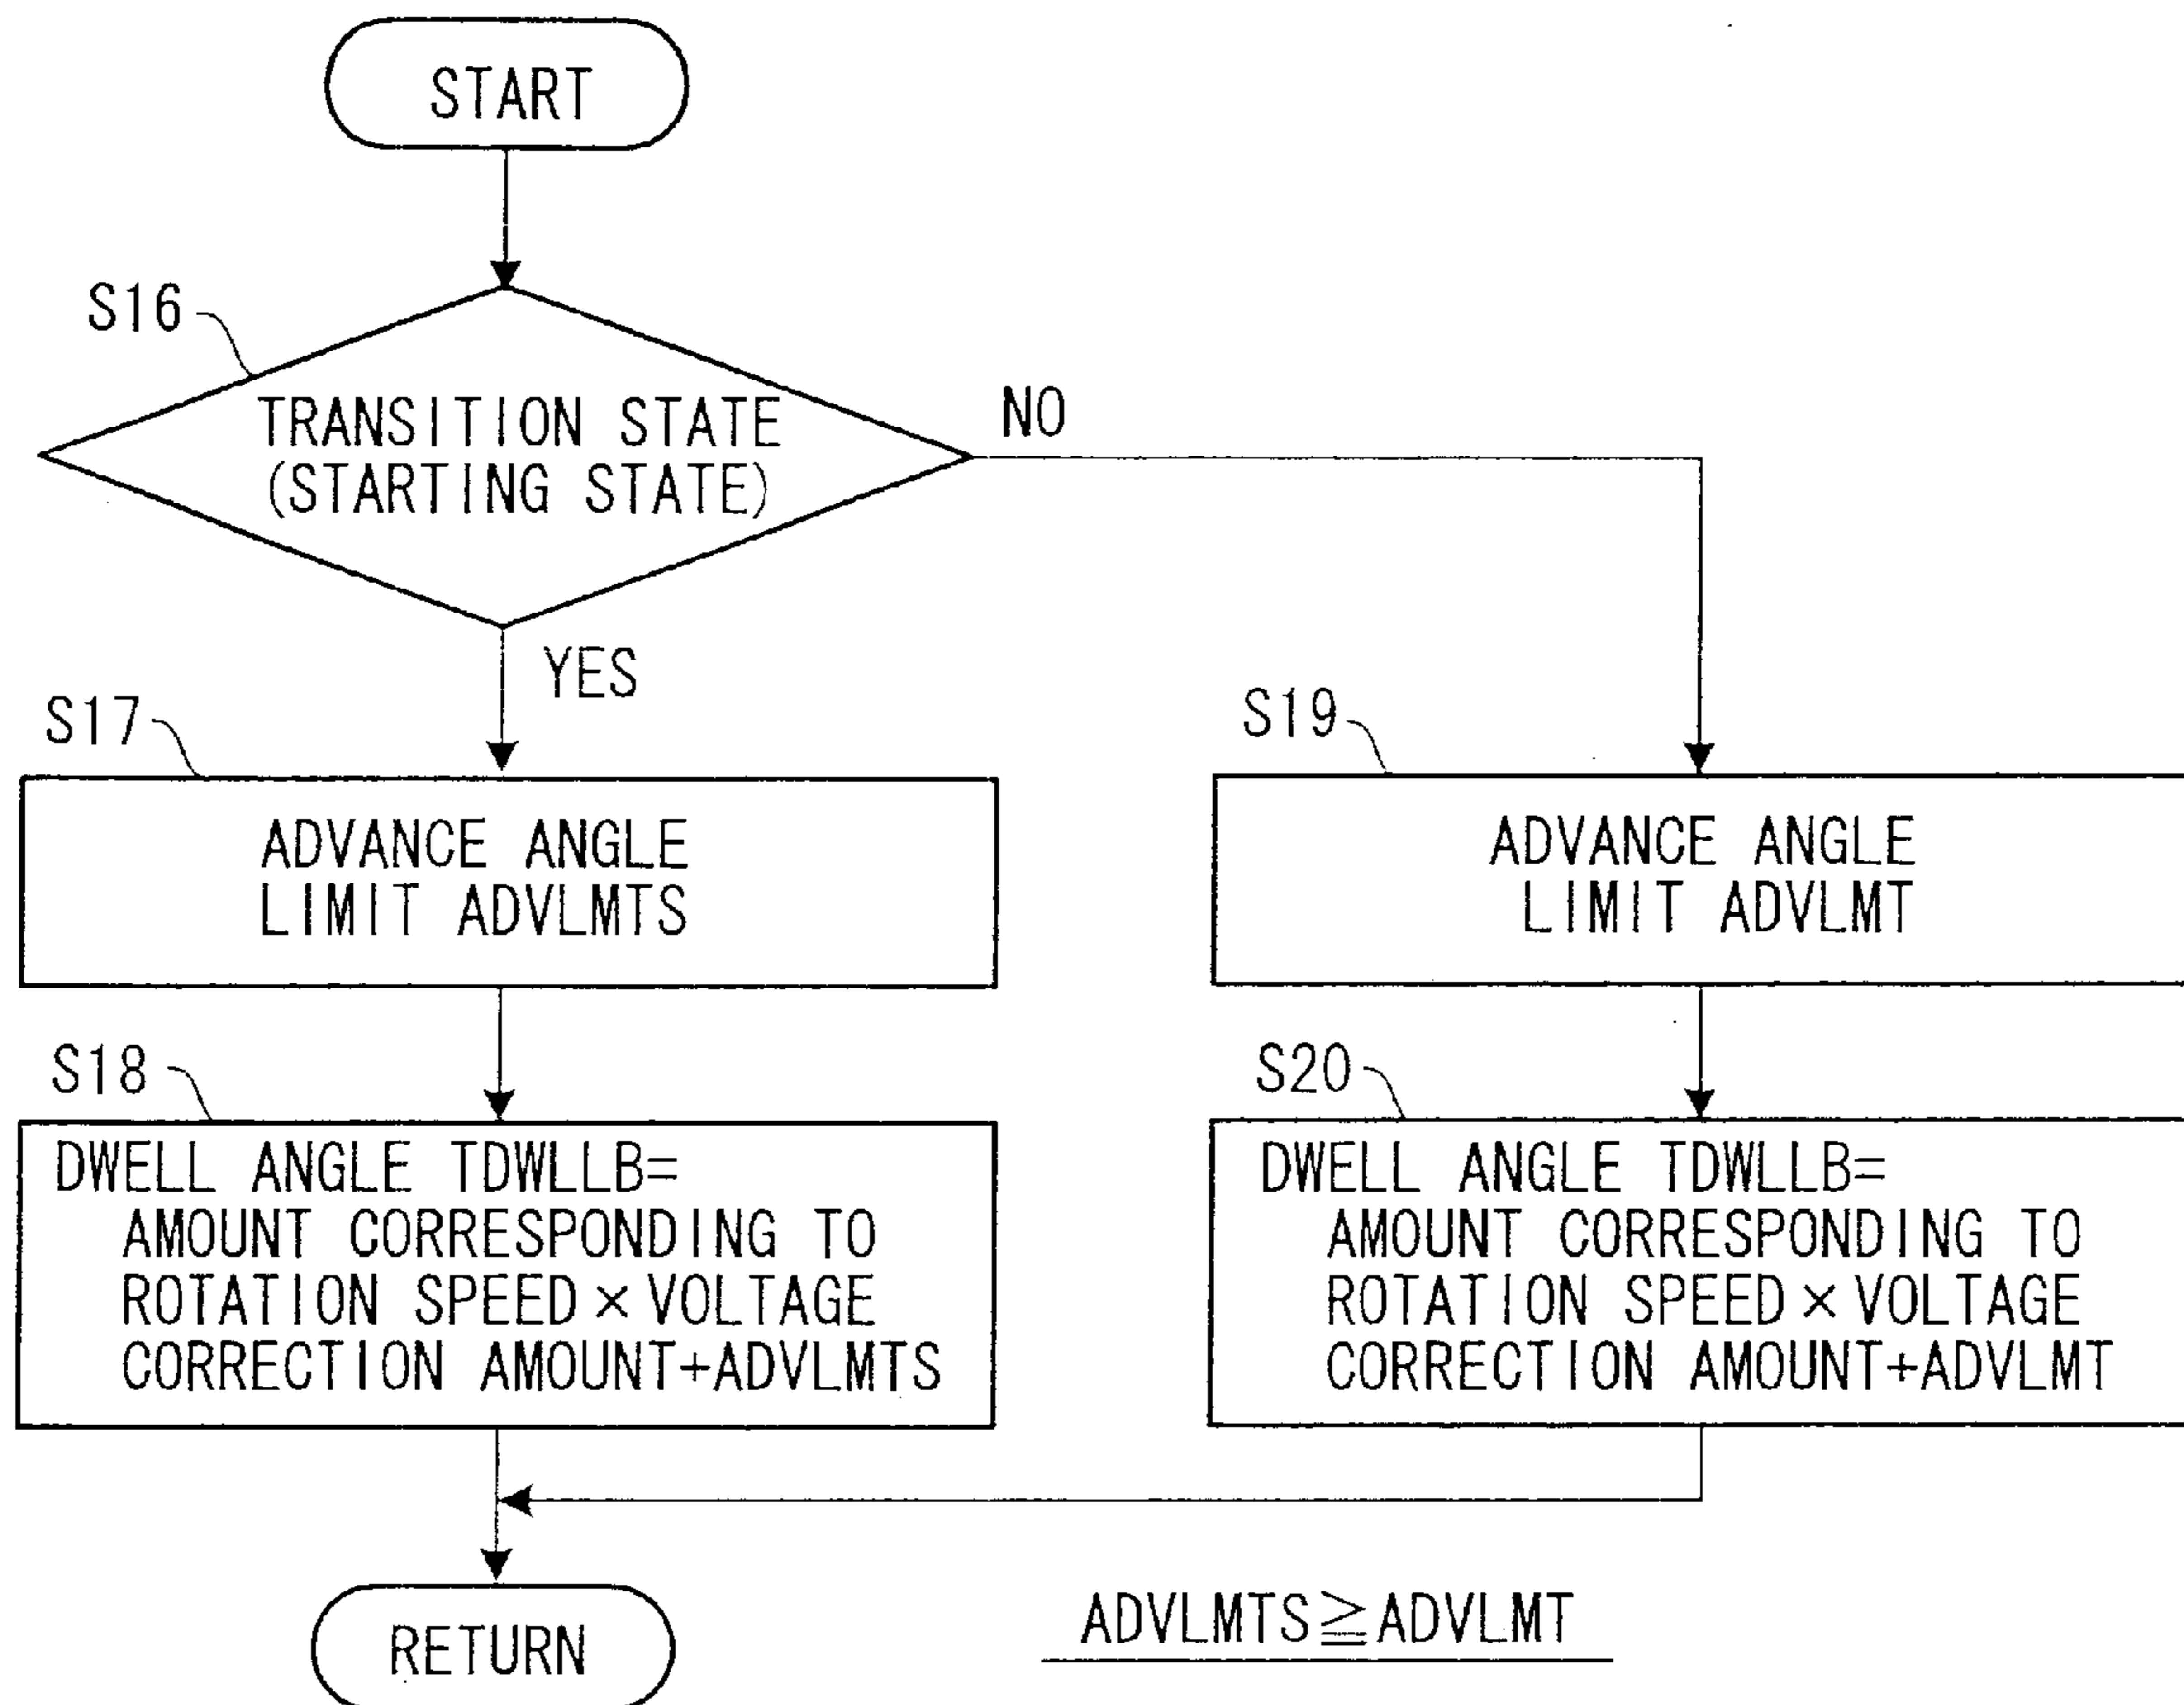 START
S16
TRANSITION STATE
(STARTING STATE)
NO
YES
S17
ADVANCE ANGLE
LIMIT ADVLMTS
S18
DWELL ANGLE TDWLLB=
AMOUNT CORRESPONDING TO
ROTATION SPEED×VOLTAGE
CORRECTION AMOUNT+ADVLMTS
S19
ADVANCE ANGLE
LIMIT ADVLMT
S20
DWELL ANGLE TDWLLB=
AMOUNT CORRESPONDING TO
ROTATION SPEED×VOLTAGE
CORRECTION AMOUNT+ADVLMT
RETURN
ADVLMTS≧ADVLMT